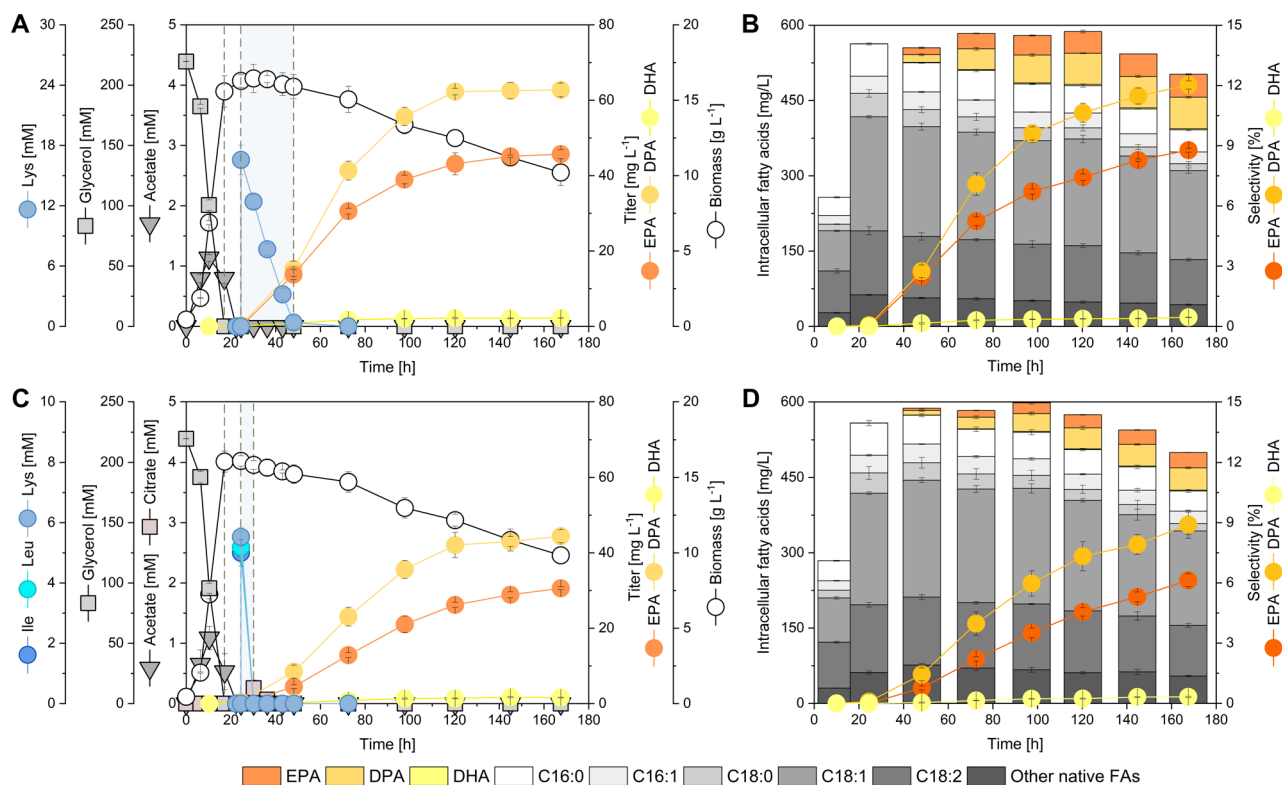 A
Lys [mM]
30
24
18
12
6
0
Glycerol [mM]
250
200
150
100
50
0
Acetate [mM]
5
4
3
2
1
0
0 20 40 60 80 100 120 140 160 180
Time [h]
80
60
40
20
0
Titer [mg L-1]
EPA DPA DHA
20
15
10
5
0
Biomass [g L-1]
B
Intracellular fatty acids [mg/L]
600
450
300
150
0
0 20 40 60 80 100 120 140 160 180
Time [h]
15
12
9
6
3
0
Selectivity [%]
EPA DPA DHA
C
Ile Leu Lys [mM]
10
8
6
4
2
0
Glycerol [mM]
250
200
150
100
50
0
Acetate [mM] Citrate [mM]
5
4
3
2
1
0
0 20 40 60 80 100 120 140 160 180
Time [h]
80
60
40
20
0
Titer [mg L-1]
EPA DPA DHA
20
15
10
5
0
Biomass [g L-1]
D
Intracellular fatty acids [mg/L]
600
450
300
150
0
0 20 40 60 80 100 120 140 160 180
Time [h]
15
12
9
6
3
0
Selectivity [%]
EPA DPA DHA
EPA DPA DHA C16:0 C16:1 C18:0 C18:1 C18:2 Other native FAs